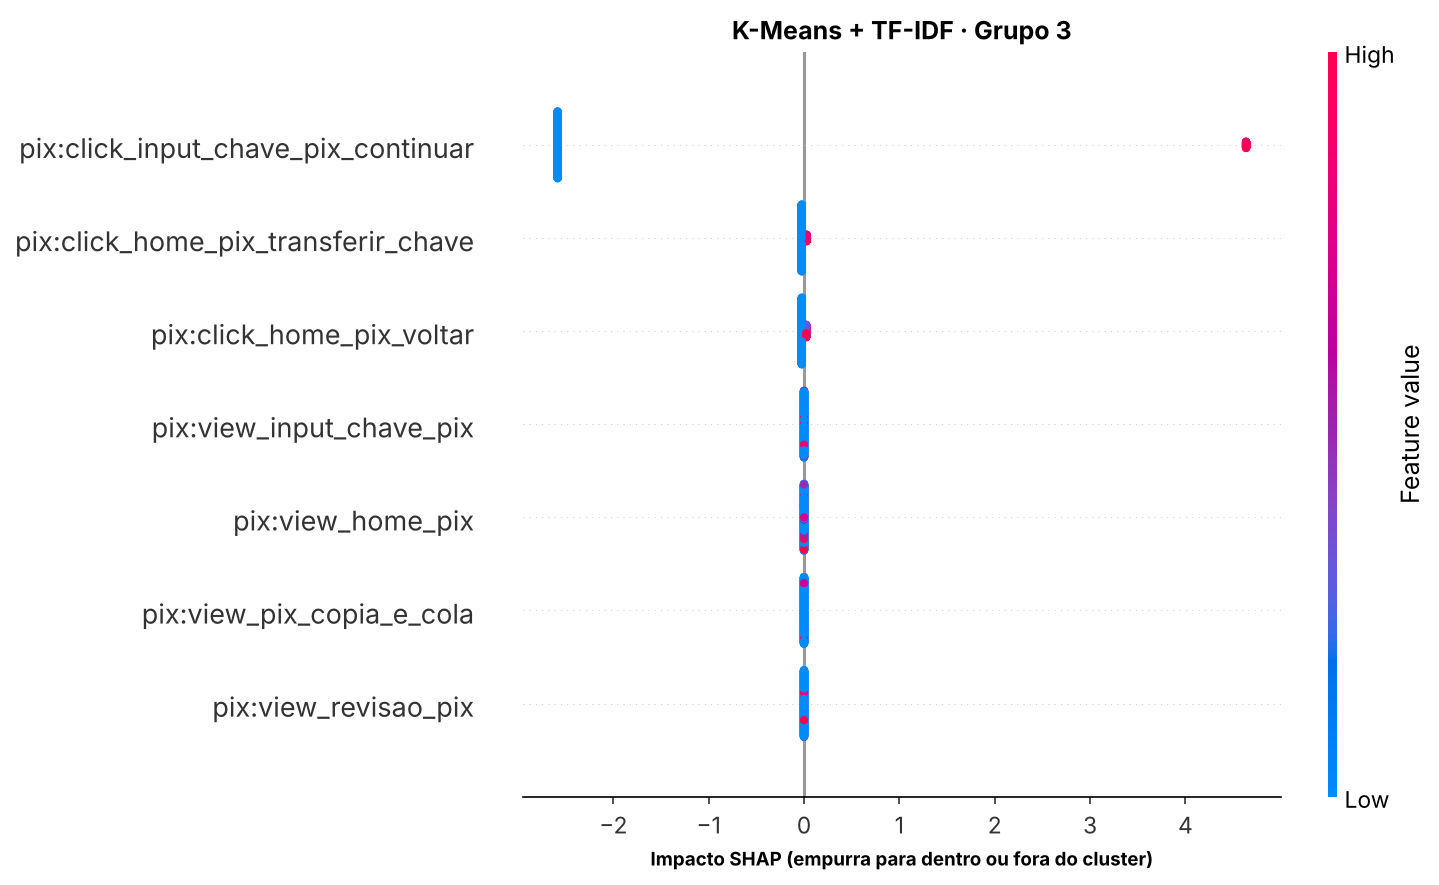 K-Means + TF-IDF · Grupo 3
High
pix:click_input_chave_pix_continuar
pix:click_home_pix_transferir_chave
pix:click_home_pix_voltar
pix:view_input_chave_pix
pix:view_home_pix
pix:view_pix_copia_e_cola
pix:view_revisao_pix
Feature value
Low
−2 −1 0 1 2 3 4
Impacto SHAP (empurra para dentro ou fora do cluster)